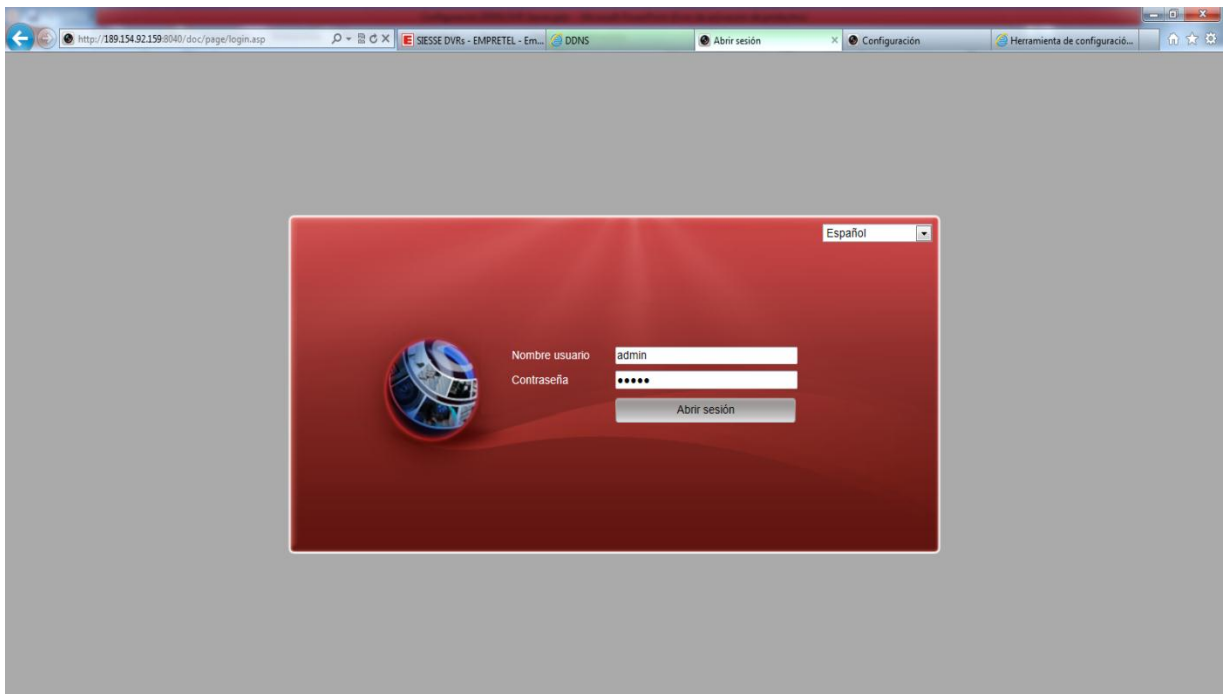 http://189.154.92.159:8040/doc/page/login.asp
SIESSE DVRs - EMPRETEL - Em...
DDNS
Abrir sesión
Configuración
Herramienta de configuració...
Español
Nombre usuario
admin
Contraseña
•••••
Abrir sesión